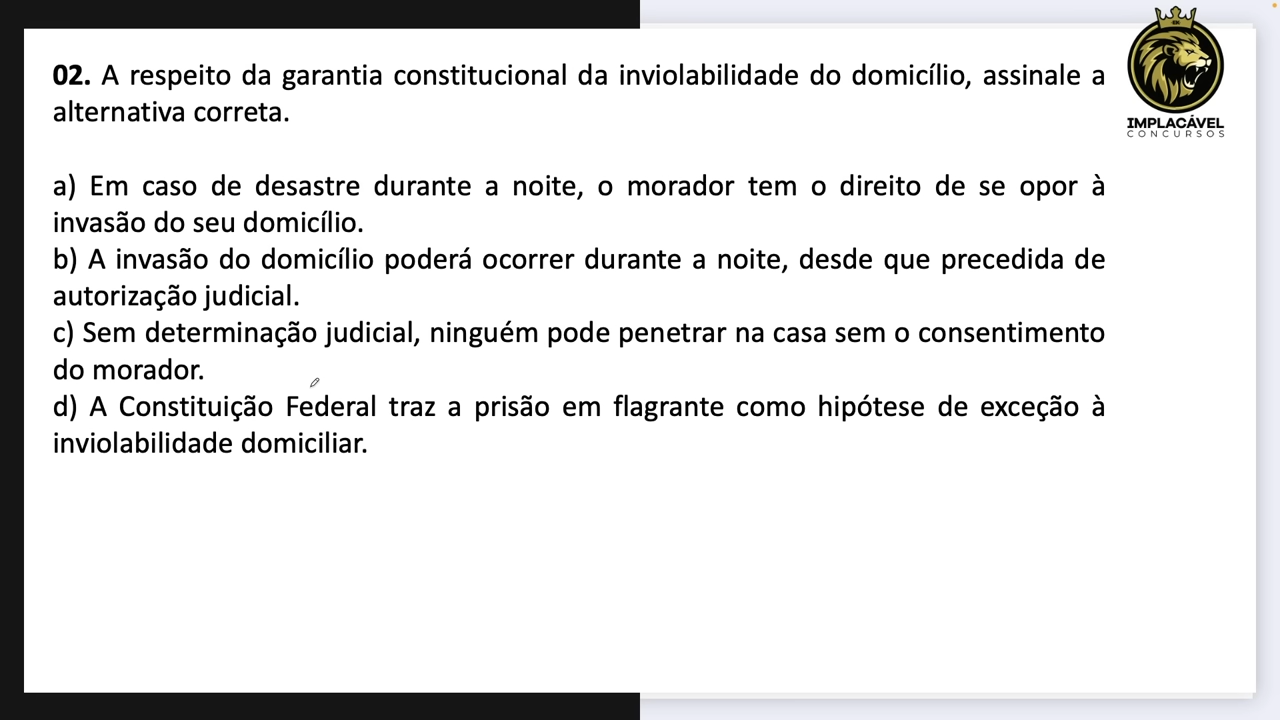 02. A respeito da garantia constitucional da inviolabilidade do domicílio, assinale a
alternativa correta.
a) Em caso de desastre durante a noite, o morador tem o direito de se opor à
invasão do seu domicílio.
b) A invasão do domicílio poderá ocorrer durante a noite, desde que precedida de
autorização judicial.
c) Sem determinação judicial, ninguém pode penetrar na casa sem o consentimento
do morador.
d) A Constituição Federal traz a prisão em flagrante como hipótese de exceção à
inviolabilidade domiciliar.
IMPLACÁVEL
CONCURSOS